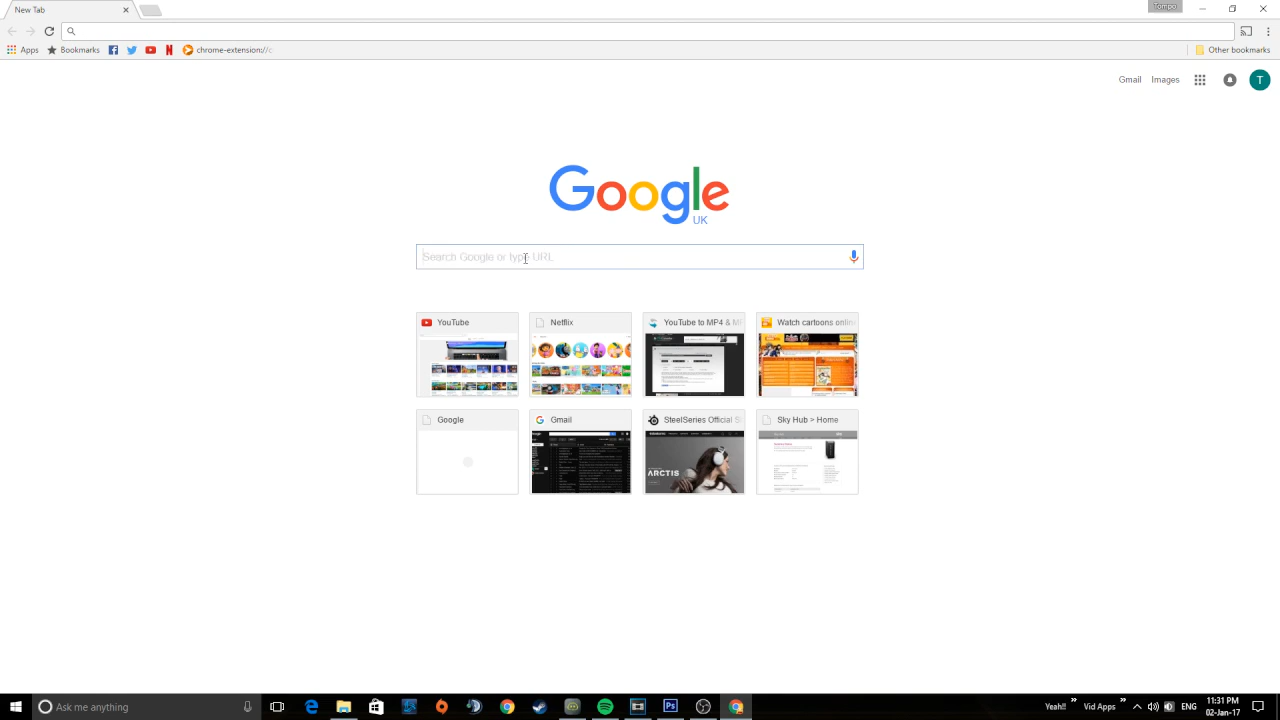 New Tab
Tompo
Apps
Bookmarks
chrome-extension://c
Other bookmarks
Gmail
Images
T
Google
UK
Search Google or type URL
YouTube
Netflix
YouTube to MP4 & M
Watch cartoons online
Google
Gmail
SteelSeries Official S
Sky Hub > Home
ARCTIS
Ask me anything
Yeah!!
Vid Apps
ENG
11:31 PM
02-Jan-17